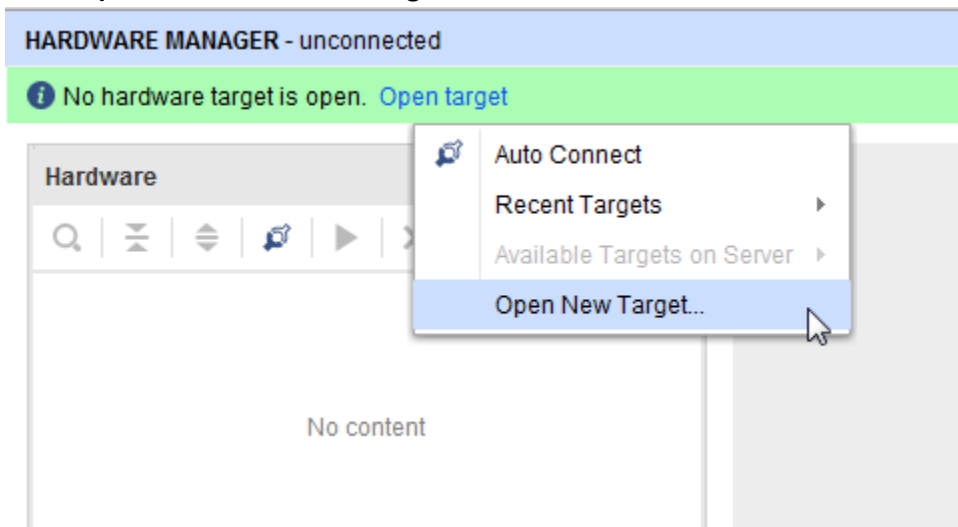 HARDWARE MANAGER - unconnected
No hardware target is open. Open target
Hardware
Auto Connect
Recent Targets
Available Targets on Server
Open New Target...
No content